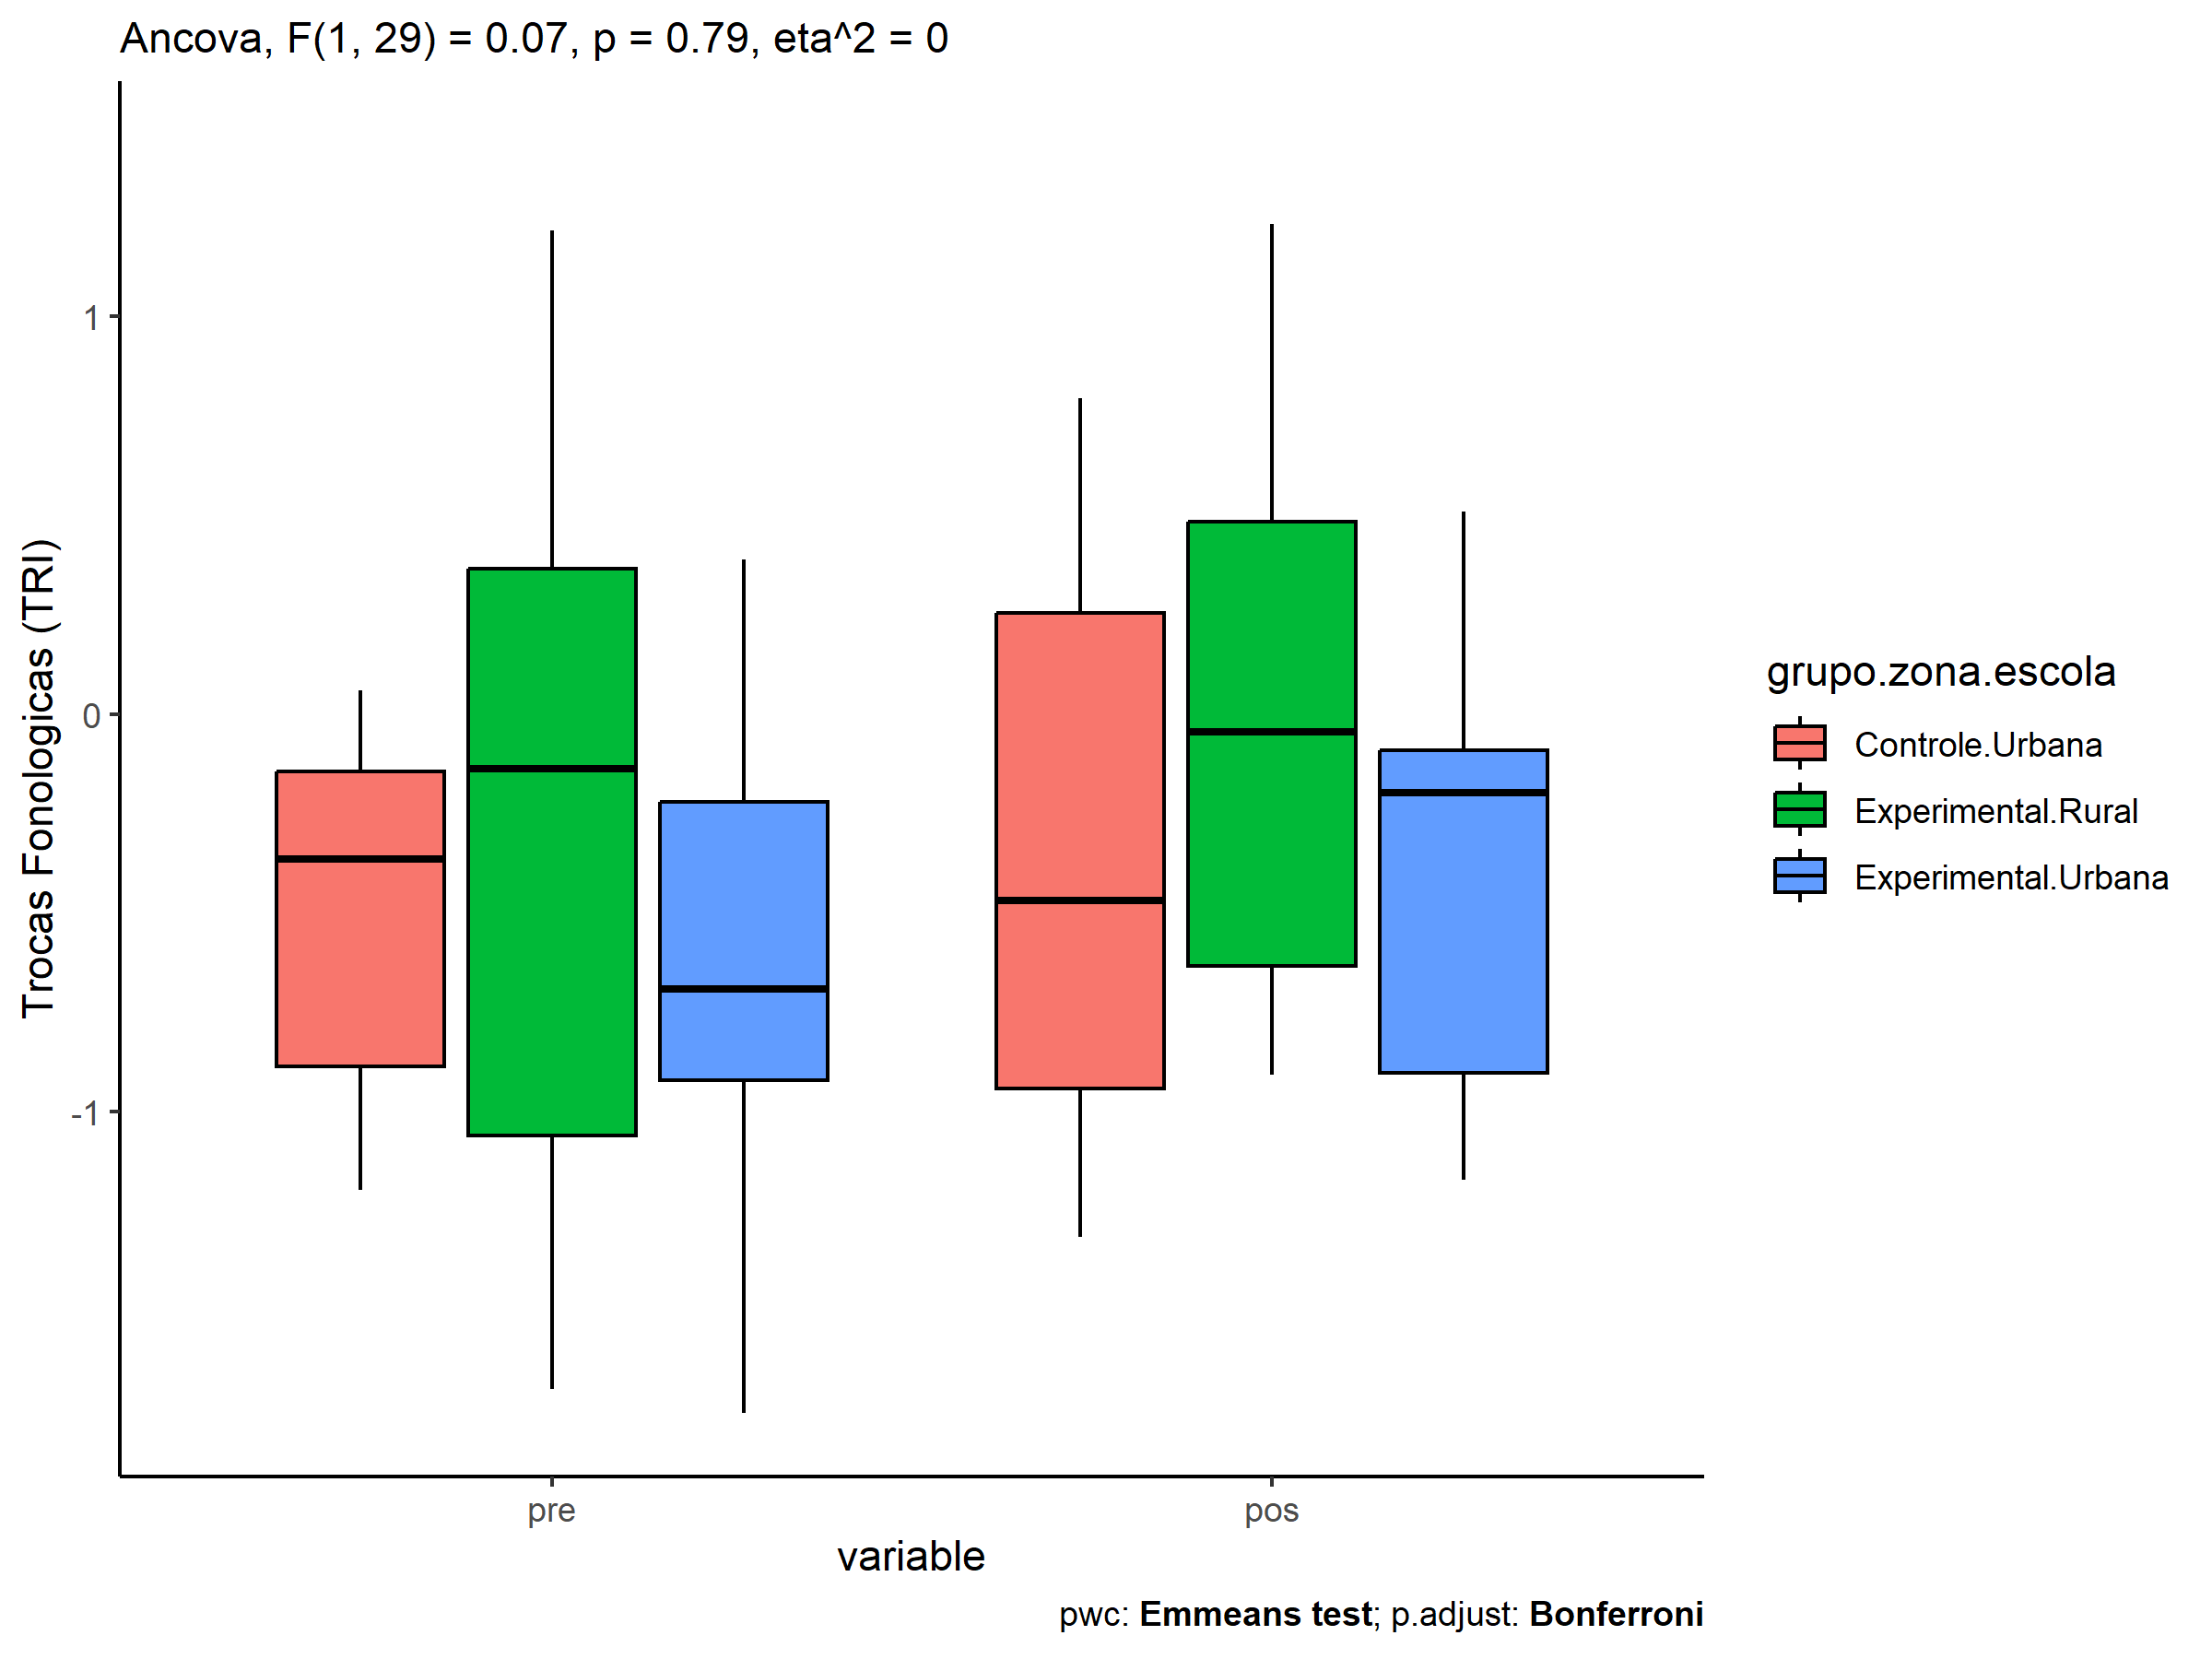 Ancova, F(1, 29) = 0.07, p = 0.79, eta^2 = 0
Trocas Fonologicas (TRI)
1
0
-1
pre
pos
variable
grupo.zona.escola
Controle.Urbana
Experimental.Rural
Experimental.Urbana
pwc: Emmeans test; p.adjust: Bonferroni